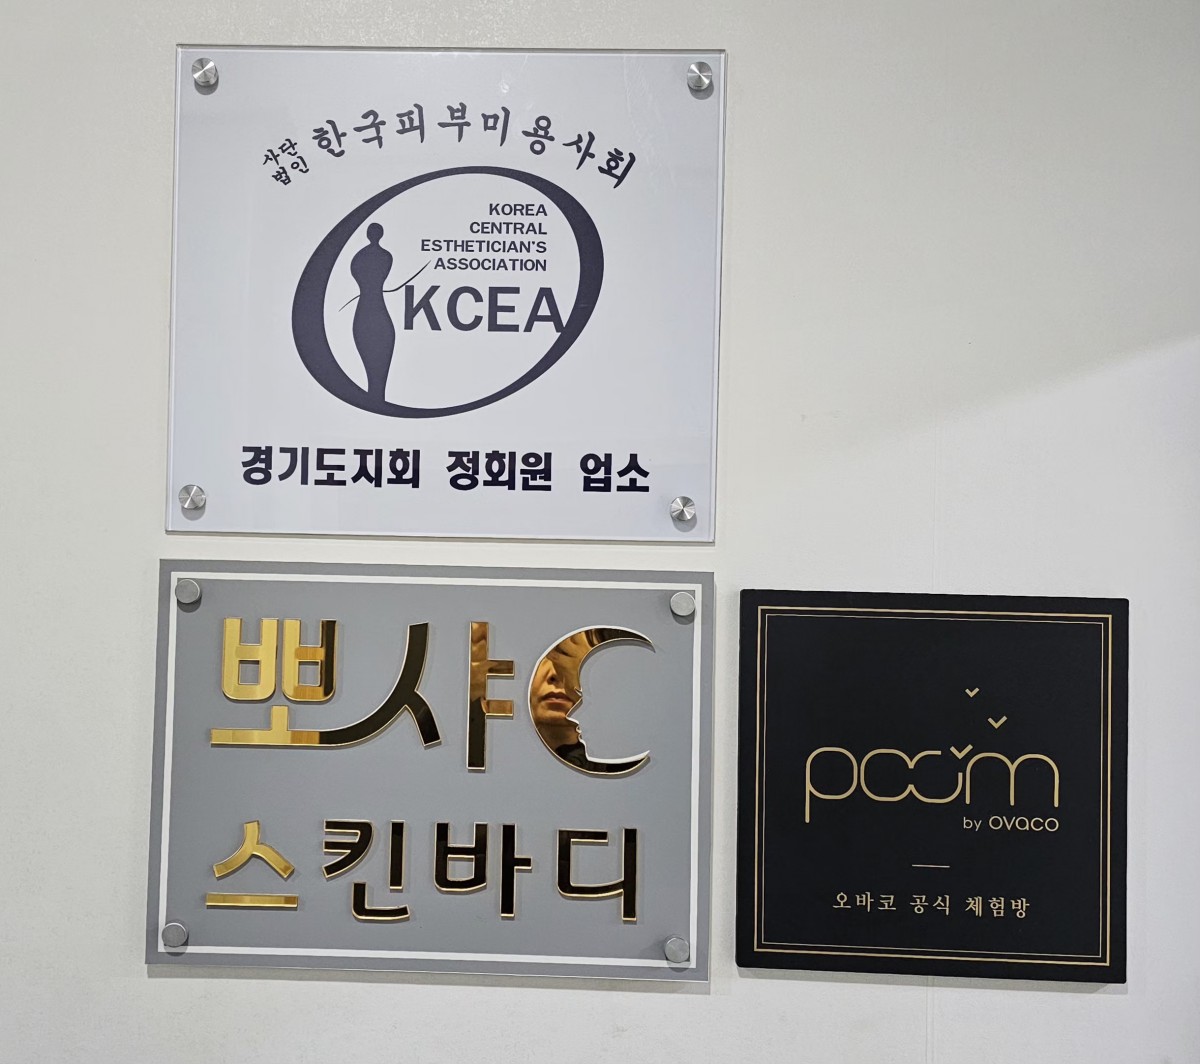 사단
법인 한국피부미용사회
KOREA
CENTRAL
ESTHETICIAN'S
ASSOCIATION
KCEA
경기도지회 정회원 업소
뽀샤
스킨바디
poom
by ovaco
오바코 공식 체험방